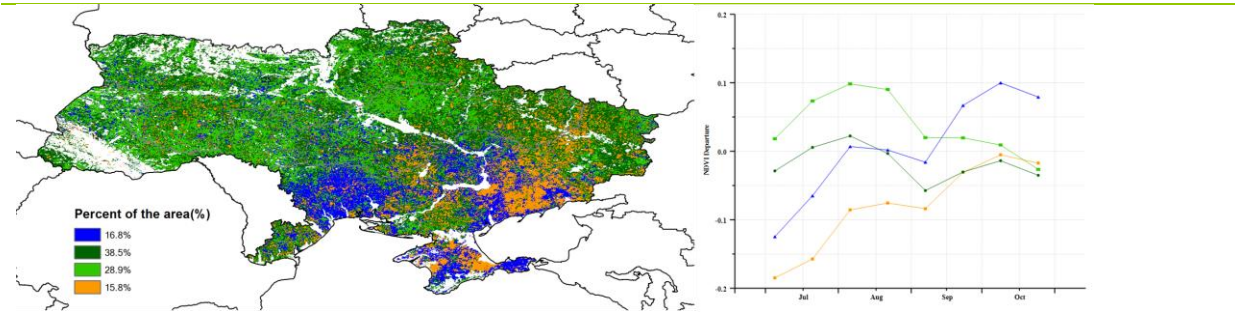 Percent of the area(%)
16.8%
38.5%
28.9%
15.8%
NDVI Departure
0.2
0.1
0.0
-0.1
-0.2
Jul
Aug
Sep
Oct